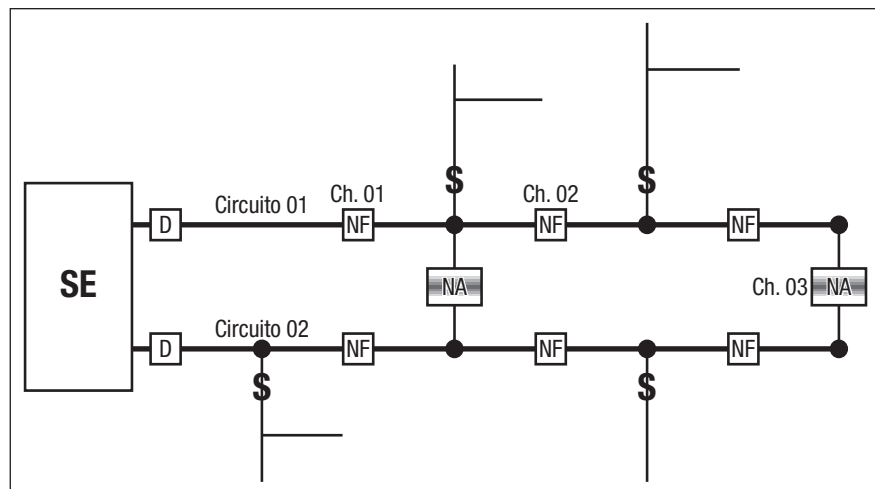 S
S
Circuito 01
Ch. 01
Ch. 02
D
NF
NF
NF
SE
NA
Ch. 03
NA
Circuito 02
D
NF
NF
NF
S
S